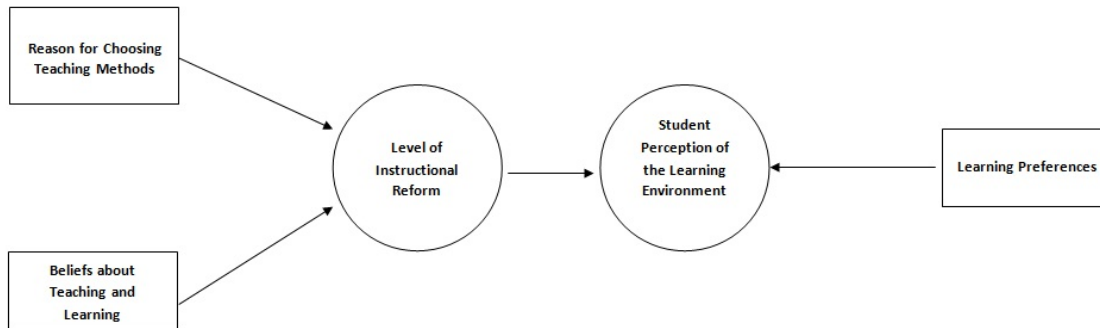 Reason for Choosing
Teaching Methods
Level of
Instructional
Reform
Student
Perception of
the Learning
Environment
Learning Preferences
Beliefs about
Teaching and
Learning